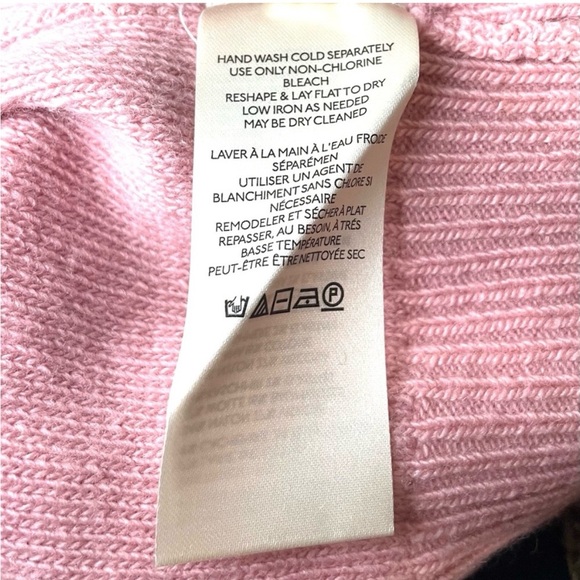 HAND WASH COLD SEPARATELY
USE ONLY NON-CHLORINE
BLEACH
RESHAPE & LAY FLAT TO DRY
LOW IRON AS NEEDED
MAY BE DRY CLEANED
LAVER À LA MAIN À L'EAU FROIDE
SÉPARÉMEN
UTILISER UN AGENT DE
BLANCHIMENT SANS CHLORE SI
NÉCESSAIRE
REMODELER ET SÉCHER À PLAT
REPASSER, AU BESOIN, À TRÈS
BASSE TEMPÉRATURE
PEUT-ÊTRE ÊTRE NETTOYÉE SEC
P